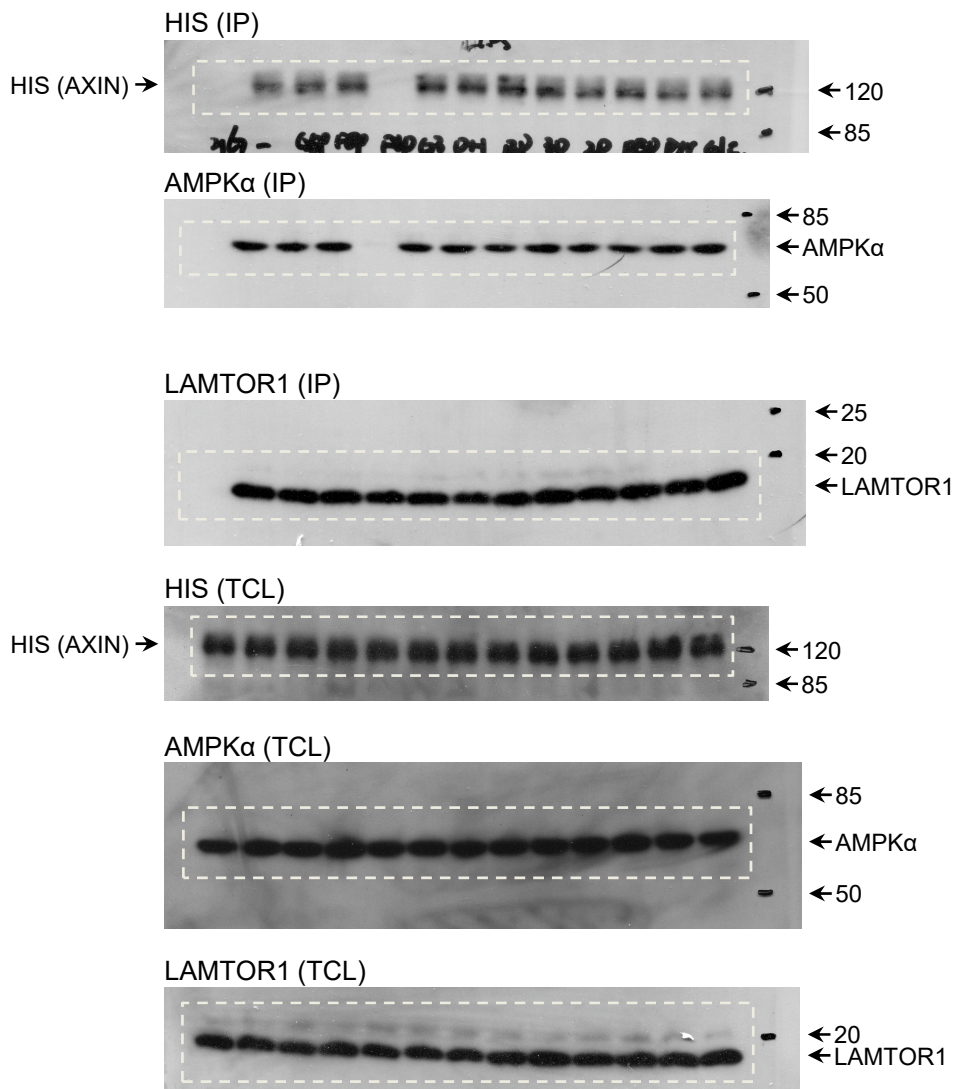 HIS (IP)
HIS (AXIN)
120
85
-
AMPKα (IP)
85
AMPKα
50
LAMTOR1 (IP)
25
20
LAMTOR1
HIS (TCL)
HIS (AXIN)
120
85
AMPKα (TCL)
85
AMPKα
50
LAMTOR1 (TCL)
20
LAMTOR1